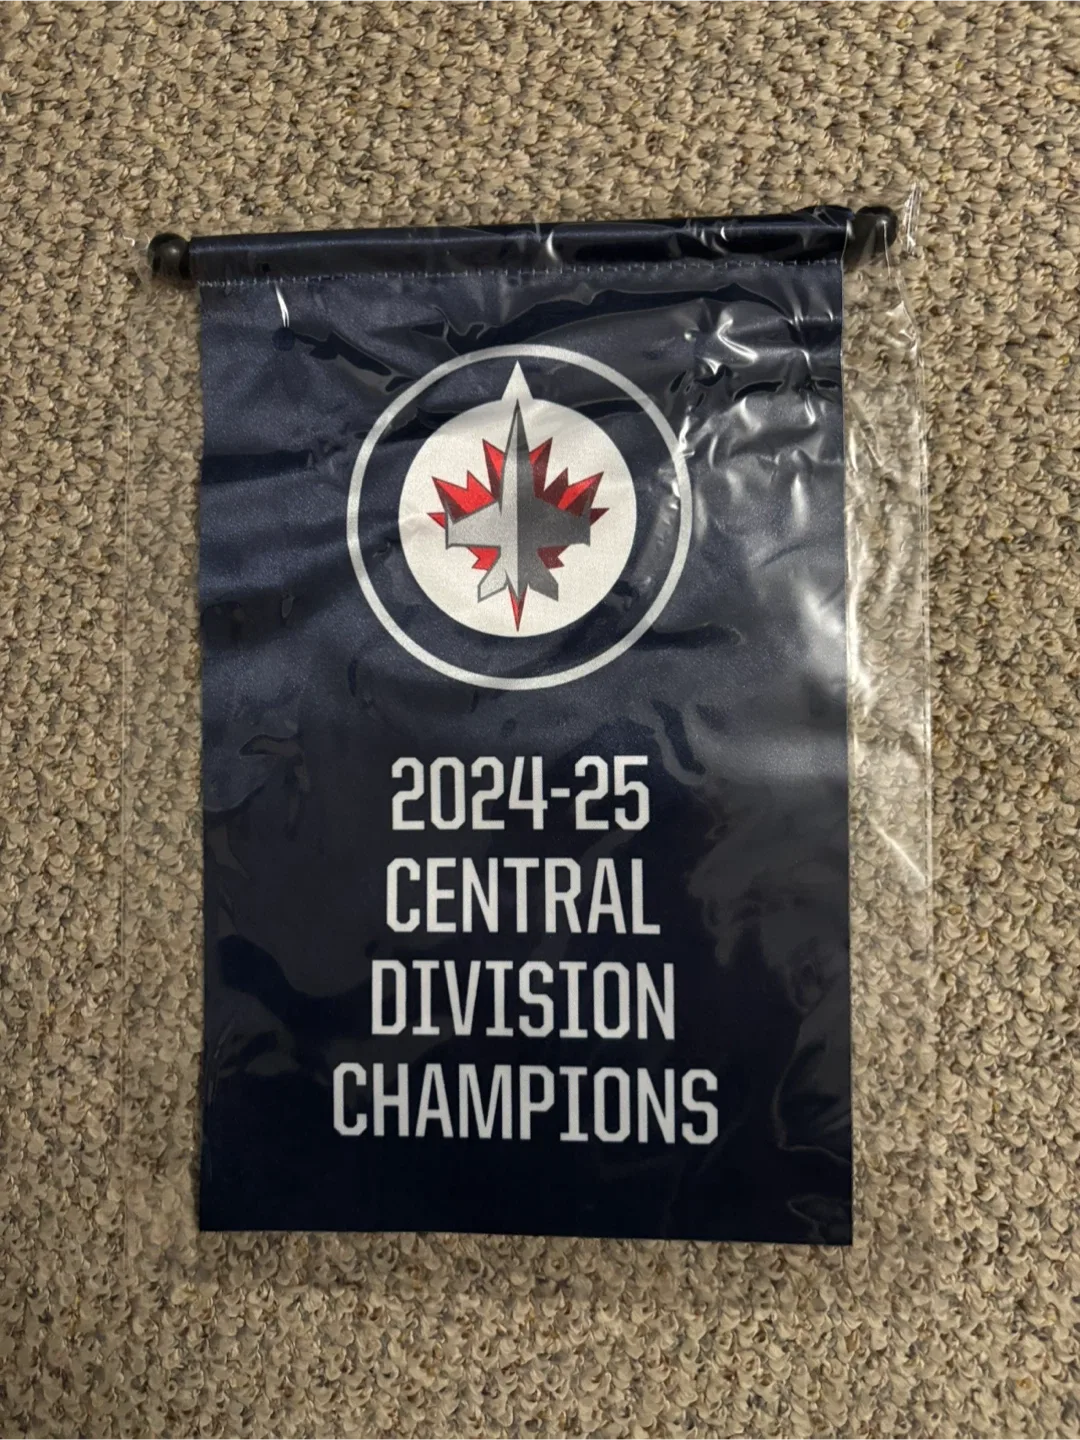 2024-25
CENTRAL
DIVISION
CHAMPIONS